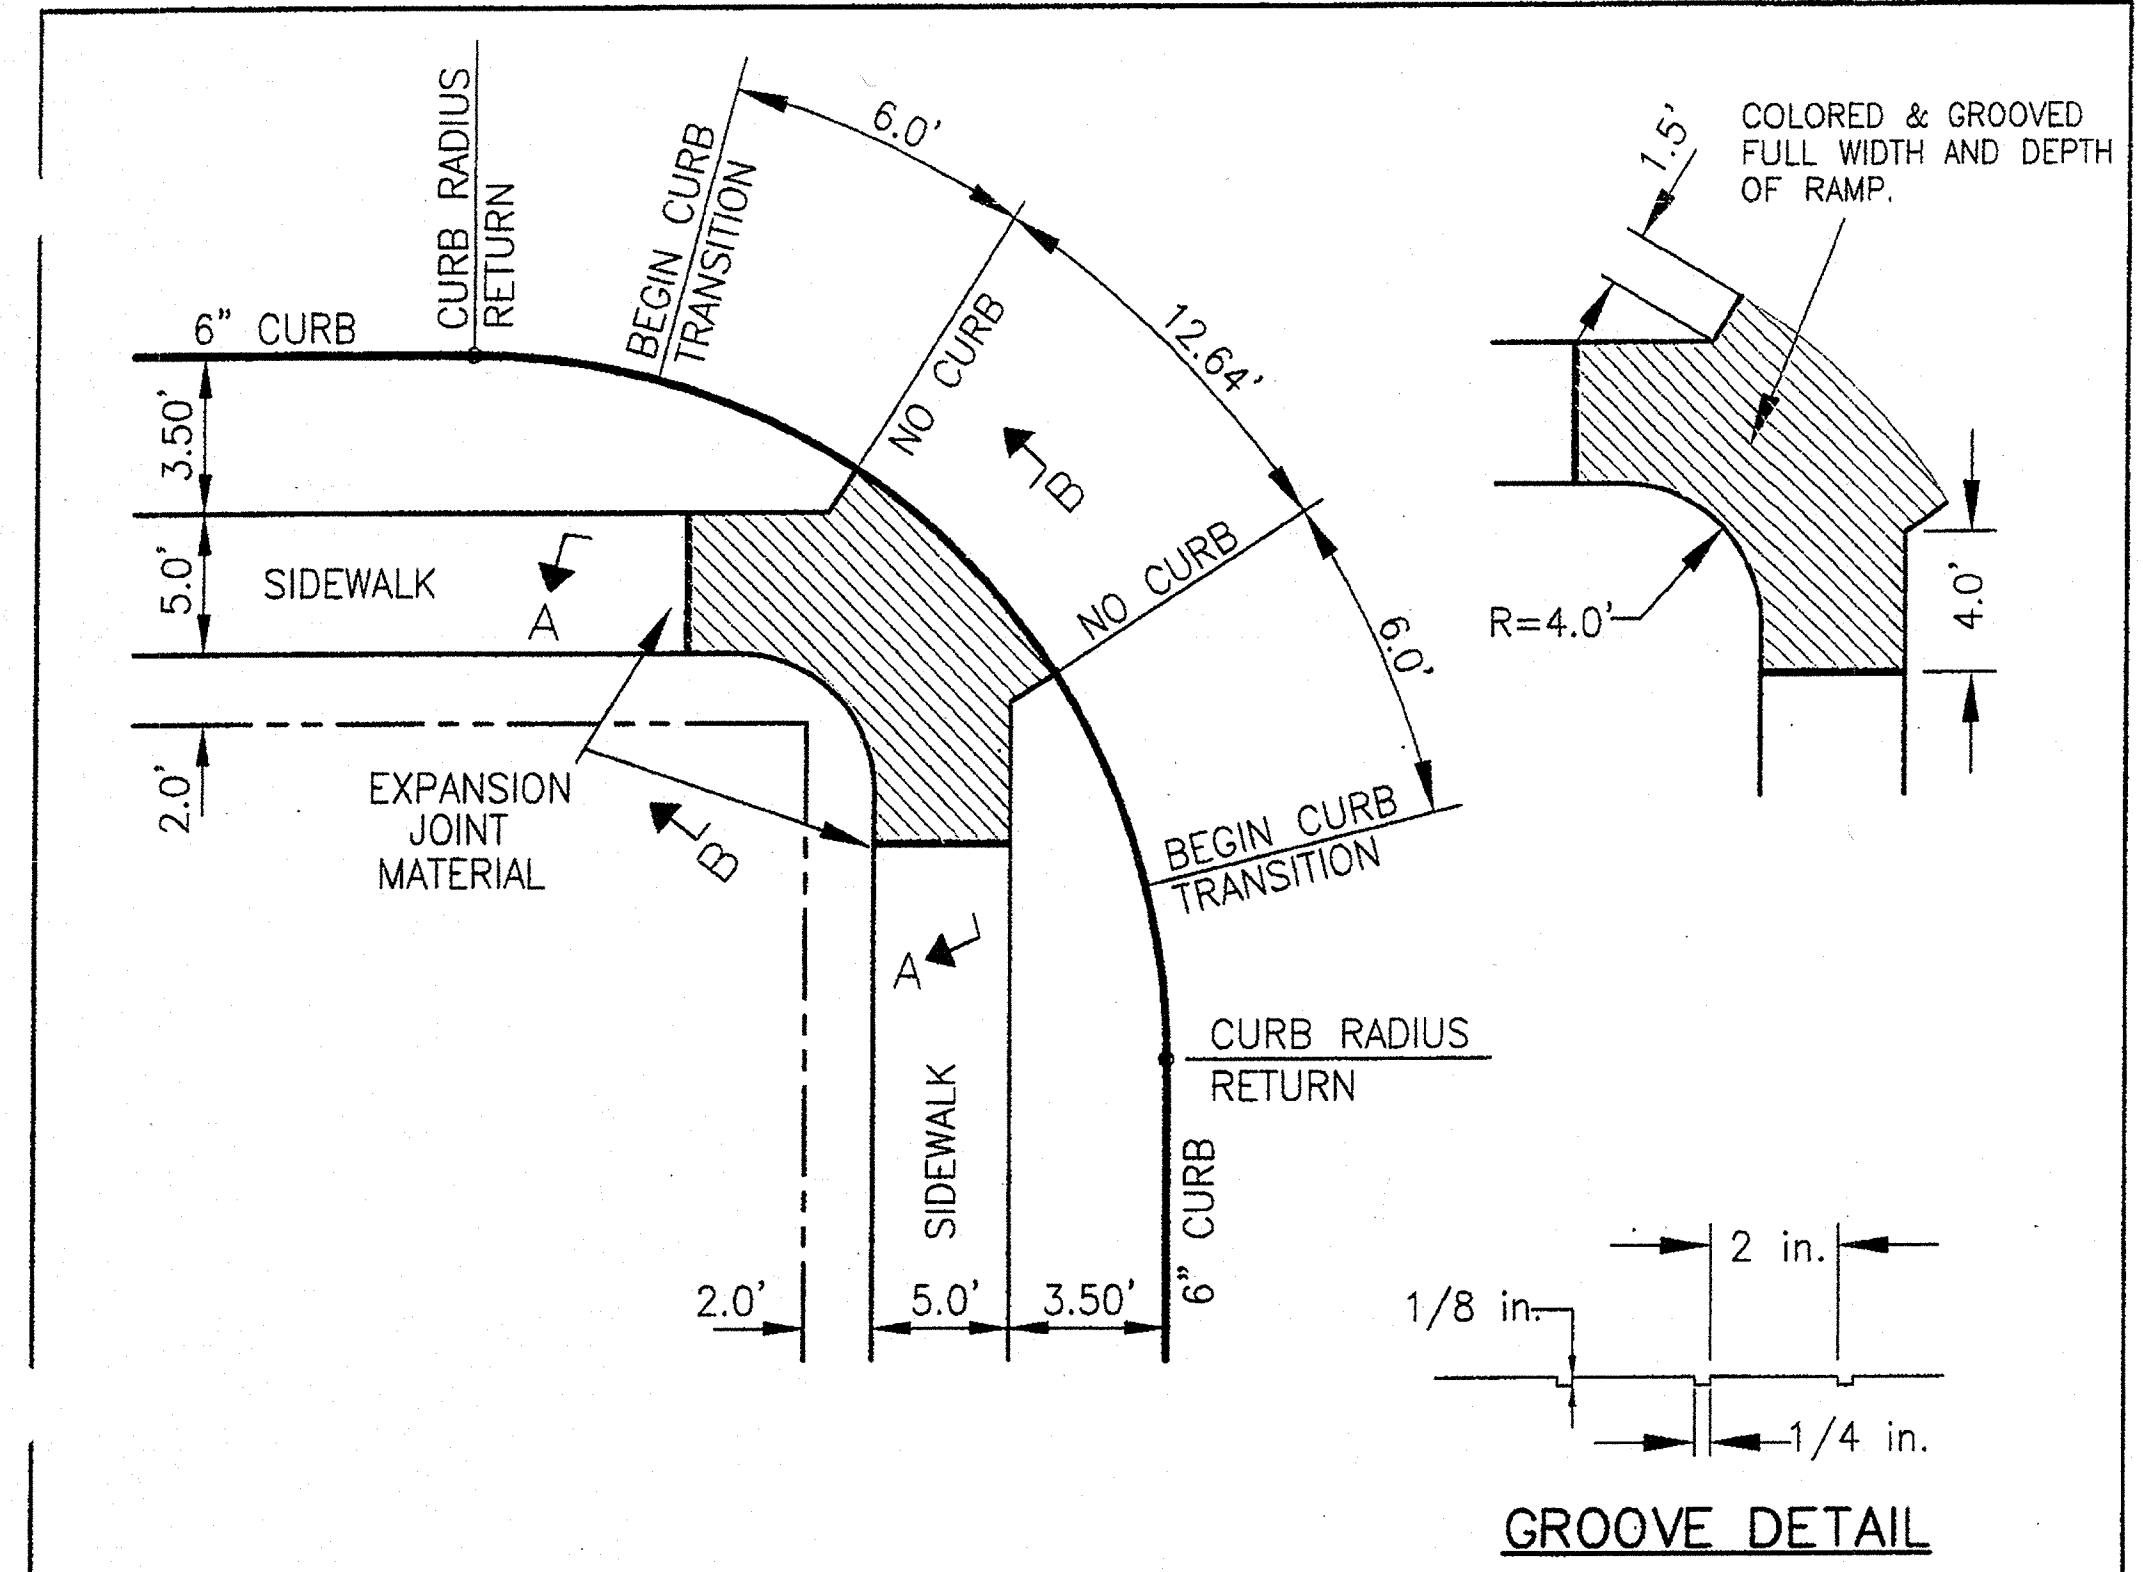 CURB RADIUS
RETURN
BEGIN CURB
TRANSITION
6.0'
12.64'
6.0'
NO CURB
NO CURB
6" CURB
3.50'
5.0'
2.0'
SIDEWALK
A
B
B
A
EXPANSION
JOINT
MATERIAL
BEGIN CURB
TRANSITION
CURB RADIUS
RETURN
SIDEWALK
6" CURB
2.0'
5.0'
3.50'
1.5'
COLORED & GROOVED
FULL WIDTH AND DEPTH
OF RAMP.
R=4.0'
4.0'
2 in.
1/8 in.
1/4 in.
GROOVE DETAIL